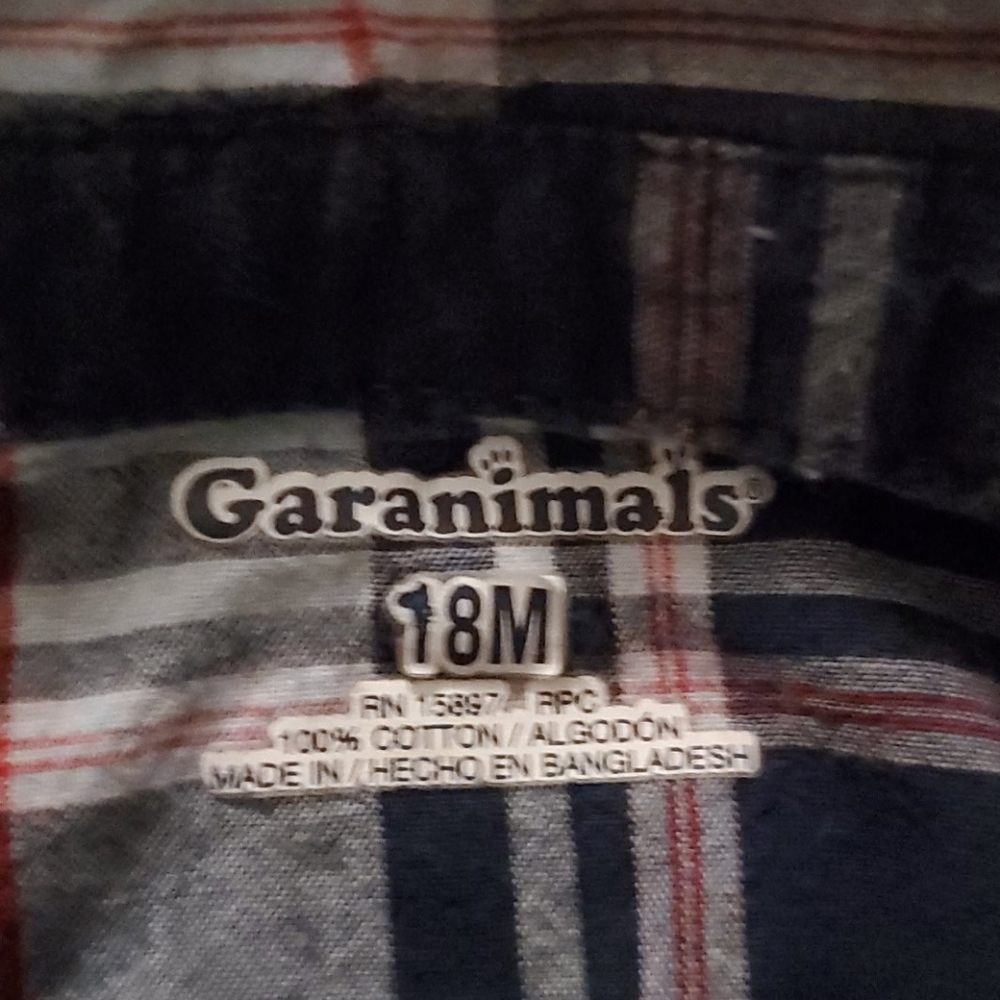 Garanimals®
18M
RN 15897 RPC
100% COTTON / ALGODÓN
MADE IN / HECHO EN BANGLADESH